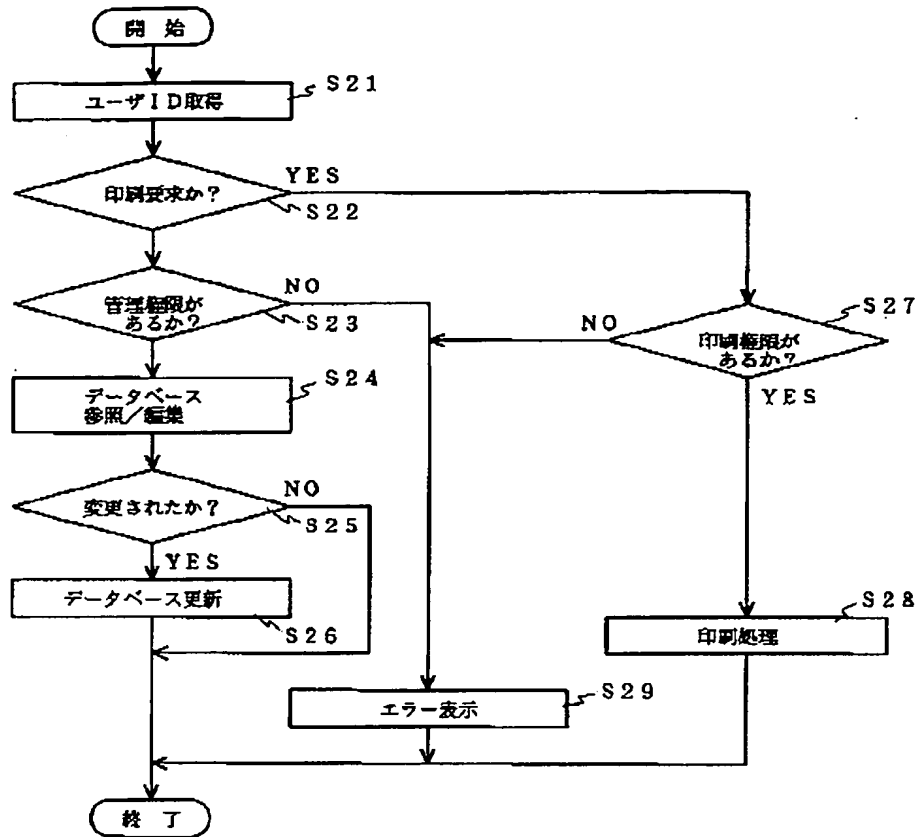 開 始
ユーザＩＤ取得
Ｓ２１
印刷要求か？
ＹＥＳ
Ｓ２２
管理権限が
あるか？
ＮＯ
Ｓ２３
ＮＯ
印刷権限が
あるか？
Ｓ２７
ＹＥＳ
データベース
参照／編集
Ｓ２４
変更されたか？
ＮＯ
Ｓ２５
ＹＥＳ
データベース更新
Ｓ２６
印刷処理
Ｓ２８
エラー表示
Ｓ２９
終 了